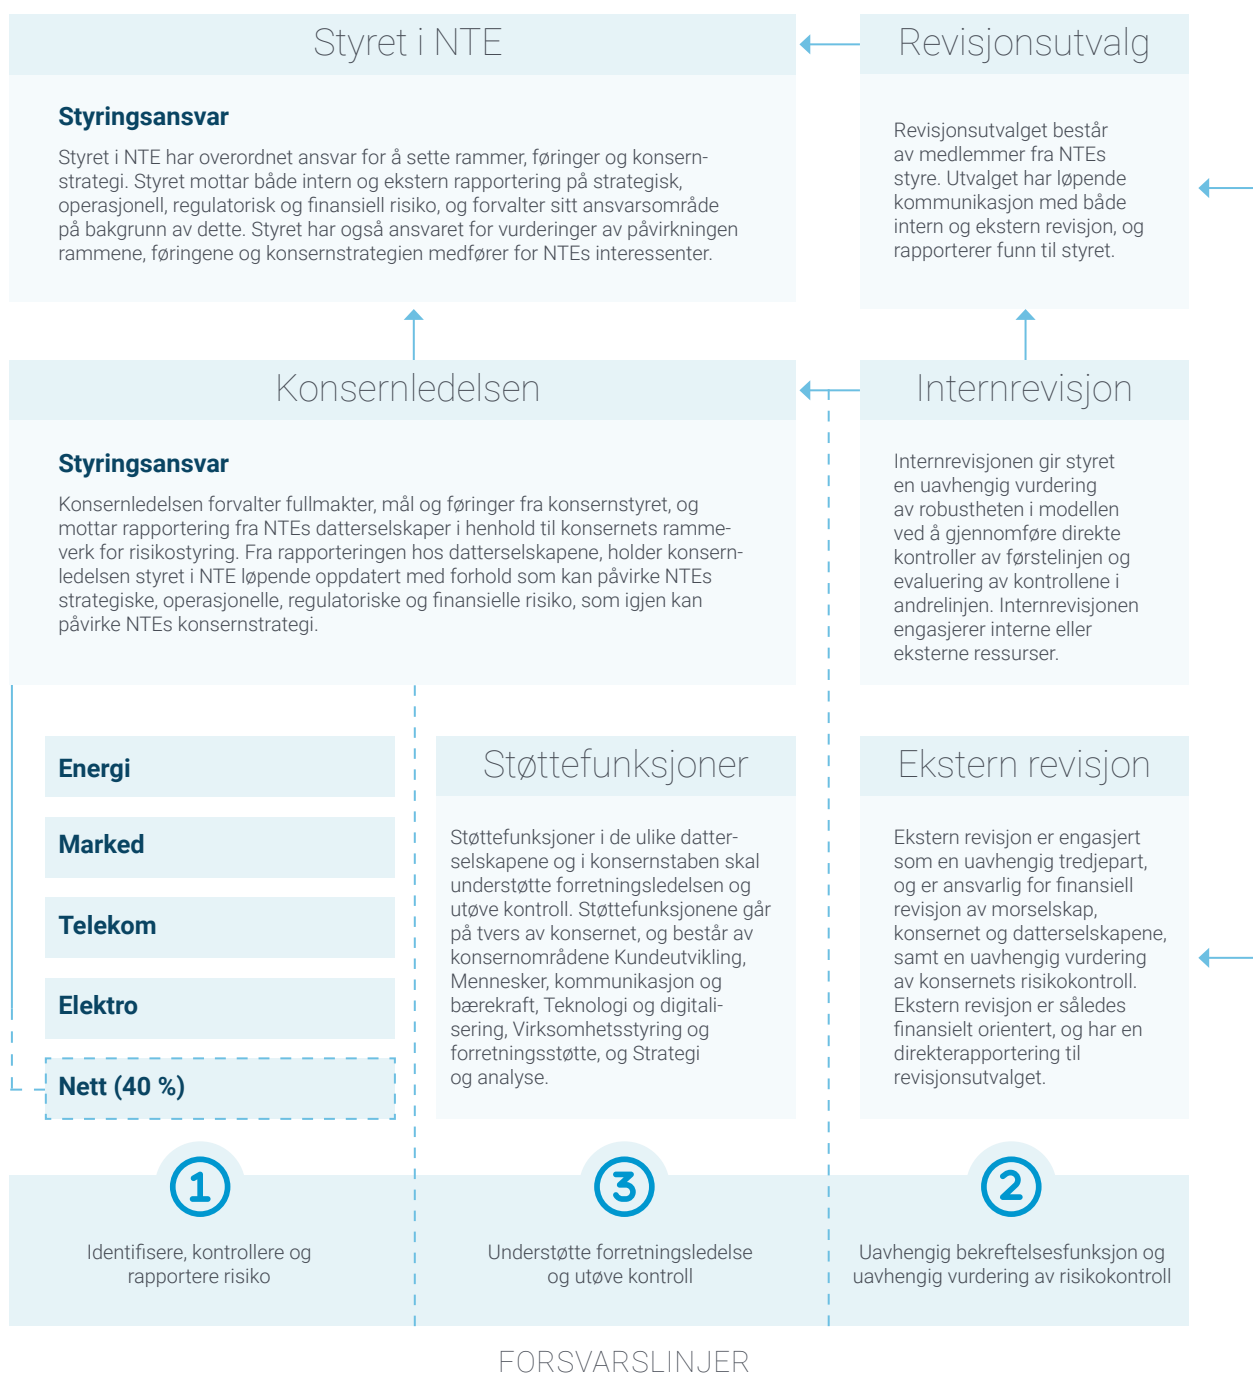 Styret i NTE
Styringsansvar
Styret i NTE har overordnet ansvar for å sette rammer, føringer og konsern-
strategi. Styret mottar både intern og ekstern rapportering på strategisk,
operasjonell, regulatorisk og finansiell risiko, og forvalter sitt ansvarsområde
på bakgrunn av dette. Styret har også ansvaret for vurderinger av påvirkningen
rammene, føringene og konsernstrategien medfører for NTEs interessenter.
Revisjonsutvalg
Revisjonsutvalget består
av medlemmer fra NTEs
styre. Utvalget har løpende
kommunikasjon med både
intern og ekstern revisjon, og
rapporterer funn til styret.
Konsernledelsen
Styringsansvar
Konsernledelsen forvalter fullmakter, mål og føringer fra konsernstyret, og
mottar rapportering fra NTEs datterselskaper i henhold til konsernets ramme-
verk for risikostyring. Fra rapporteringen hos datterselskapene, holder konsern-
ledelsen styret i NTE løpende oppdatert med forhold som kan påvirke NTEs
strategiske, operasjonelle, regulatoriske og finansielle risiko, som igjen kan
påvirke NTEs konsernstrategi.
Internrevisjon
Internrevisjonen gir styret
en uavhengig vurdering
av robustheten i modellen
ved å gjennomføre direkte
kontroller av førstelinjen og
evaluering av kontrollene i
andrelinjen. Internrevisjonen
engasjerer interne eller
eksterne ressurser.
Energi
Marked
Telekom
Elektro
Nett (40 %)
Støttefunksjoner
Støttefunksjoner i de ulike datter-
selskapene og i konsernstaben skal
understøtte forretningsledelsen og
utøve kontroll. Støttefunksjonene går
på tvers av konsernet, og består av
konsernområdene Kundeutvikling,
Mennesker, kommunikasjon og
bærekraft, Teknologi og digitali-
sering, Virksomhetsstyring og
forretningsstøtte, og Strategi
og analyse.
Ekstern revisjon
Ekstern revisjon er engasjert
som en uavhengig tredjepart,
og er ansvarlig for finansiell
revisjon av morselskap,
konsernet og datterselskapene,
samt en uavhengig vurdering
av konsernets risikokontroll.
Ekstern revisjon er således
finansielt orientert, og har en
direkterapportering til
revisjonsutvalget.
1
Identifisere, kontrollere og
rapportere risiko
3
Understøtte forretningsledelse
og utøve kontroll
2
Uavhengig bekreftelsesfunksjon og
uavhengig vurdering av risikokontroll
FORSVARSLINJER